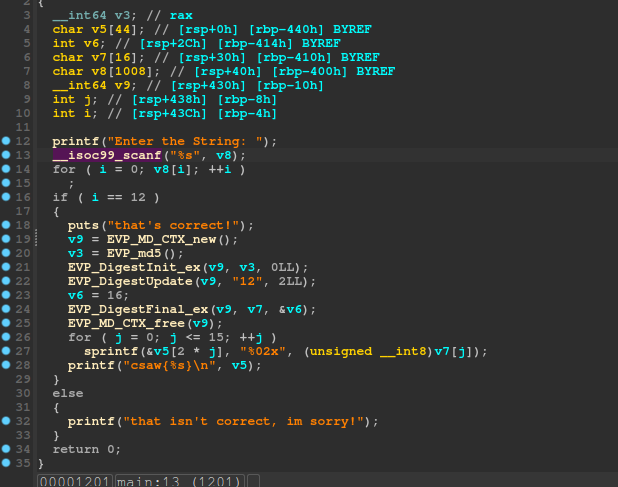 2 {
3 __int64 v3; // rax
4 char v5[44]; // [rsp+0h] [rbp-440h] BYREF
5 int v6; // [rsp+2Ch] [rbp-414h] BYREF
6 char v7[16]; // [rsp+30h] [rbp-410h] BYREF
7 char v8[1008]; // [rsp+40h] [rbp-400h] BYREF
8 __int64 v9; // [rsp+430h] [rbp-10h]
9 int j; // [rsp+438h] [rbp-8h]
10 int i; // [rsp+43Ch] [rbp-4h]
11
12 printf("Enter the String: ");
13 __isoc99_scanf("%s", v8);
14 for ( i = 0; v8[i]; ++i )
15 ;
16 if ( i == 12 )
17 {
18 puts("that's correct!");
19 v9 = EVP_MD_CTX_new();
20 v3 = EVP_md5();
21 EVP_DigestInit_ex(v9, v3, 0LL);
22 EVP_DigestUpdate(v9, "12", 2LL);
23 v6 = 16;
24 EVP_DigestFinal_ex(v9, v7, &v6);
25 EVP_MD_CTX_free(v9);
26 for ( j = 0; j <= 15; ++j )
27 sprintf(&v5[2 * j], "%02x", (unsigned __int8)v7[j]);
28 printf("csaw{%s}\n", v5);
29 }
30 else
31 {
32 printf("that isn't correct, im sorry!");
33 }
34 return 0;
35 }
00001201 main:13 (1201)